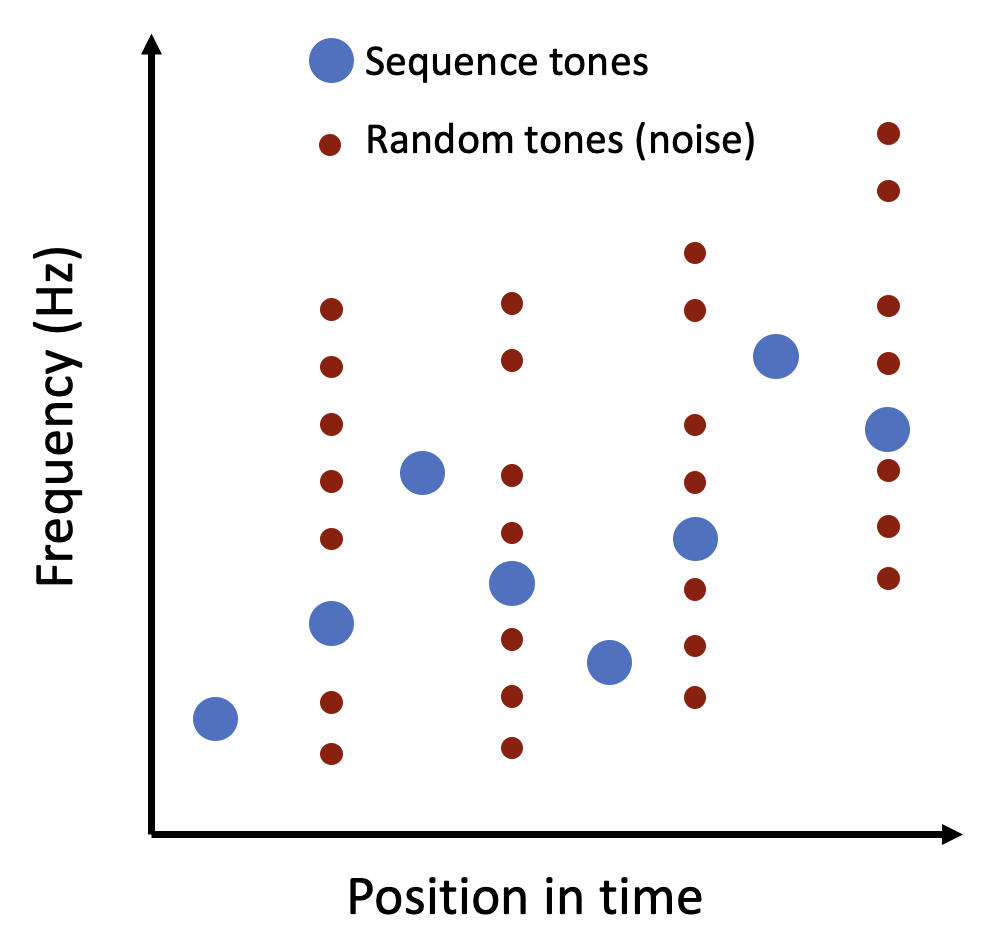 Sequence tones
Random tones (noise)
Frequency (Hz)
Position in time